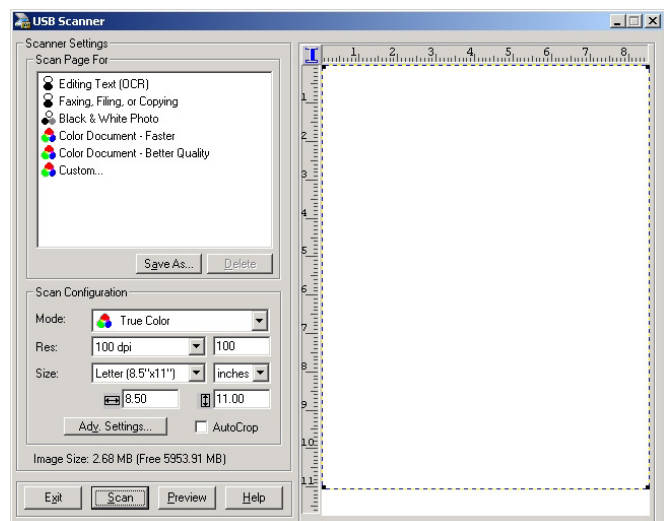 USB Scanner
Scanner Settings
Scan Page For
Editing Text (OCR)
Faxing, Filing, or Copying
Black & White Photo
Color Document - Faster
Color Document - Better Quality
Custom...
Save As... Delete
Scan Configuration
Mode: True Color
Res: 100 dpi 100
Size: Letter (8.5"x11") inches
8.50 11.00
Adv. Settings... AutoCrop
Image Size: 2.68 MB (Free 5953.91 MB)
Exit Scan Preview Help
1 2 3 4 5 6 7 8
1
2
3
4
5
6
7
8
9
10
11